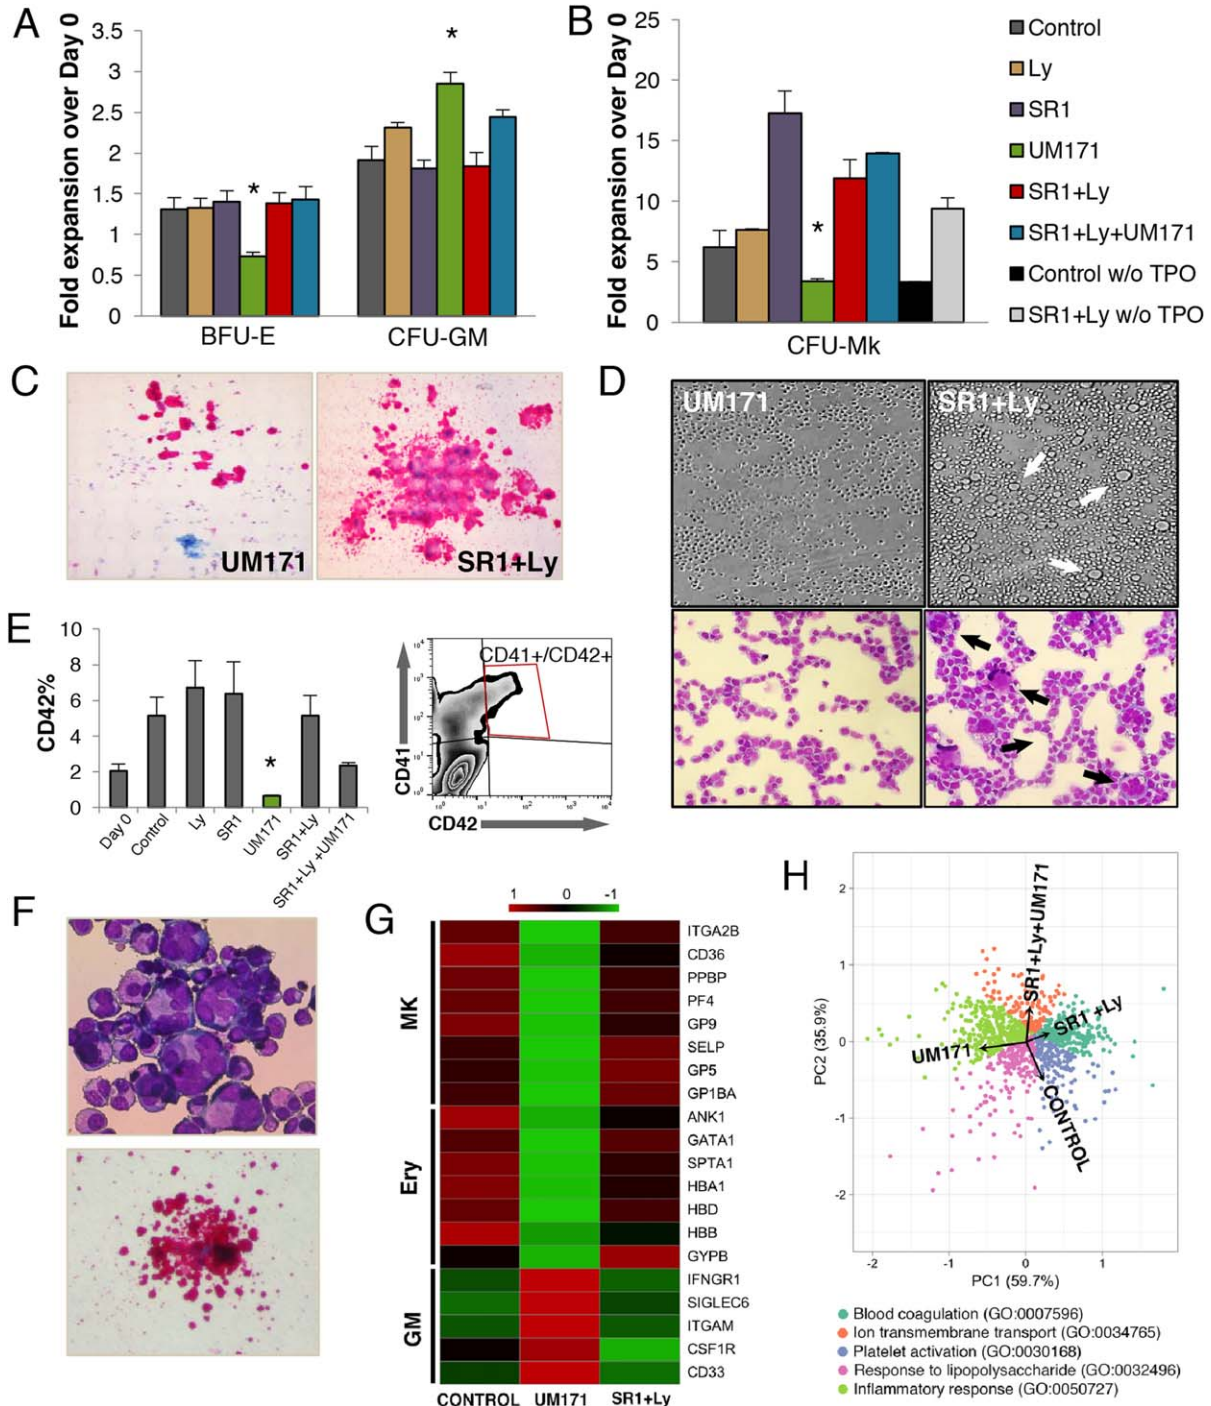 A
Fold expansion over Day 0
3.5
3
2.5
2
1.5
1
0.5
0
*
*
BFU-E
CFU-GM
B
Fold expansion over Day 0
25
20
15
10
5
0
*
CFU-Mk
Control
Ly
SR1
UM171
SR1+Ly
SR1+Ly+UM171
Control w/o TPO
SR1+Ly w/o TPO
C
UM171
SR1+Ly
D
UM171
SR1+Ly
E
CD42%
10
8
6
4
2
0
*
Day 0
Control
Ly
SR1
UM171
SR1+Ly
SR1+Ly +UM171
CD41+/CD42+
CD41
CD42
F
G
1 0 -1
MK
Ery
GM
ITGA2B
CD36
PPBP
PF4
GP9
SELP
GP5
GP1BA
ANK1
GATA1
SPTA1
HBA1
HBD
HBB
GYPB
IFNGR1
SIGLEC6
ITGAM
CSF1R
CD33
CONTROL UM171 SR1+Ly
H
PC2 (35.9%)
2
1
0
-1
-2
SR1+Ly+UM171
SR1 +Ly
UM171
CONTROL
-2 -1 0 1
PC1 (59.7%)
Blood coagulation (GO:0007596)
Ion transmembrane transport (GO:0034765)
Platelet activation (GO:0030168)
Response to lipopolysaccharide (GO:0032496)
Inflammatory response (GO:0050727)